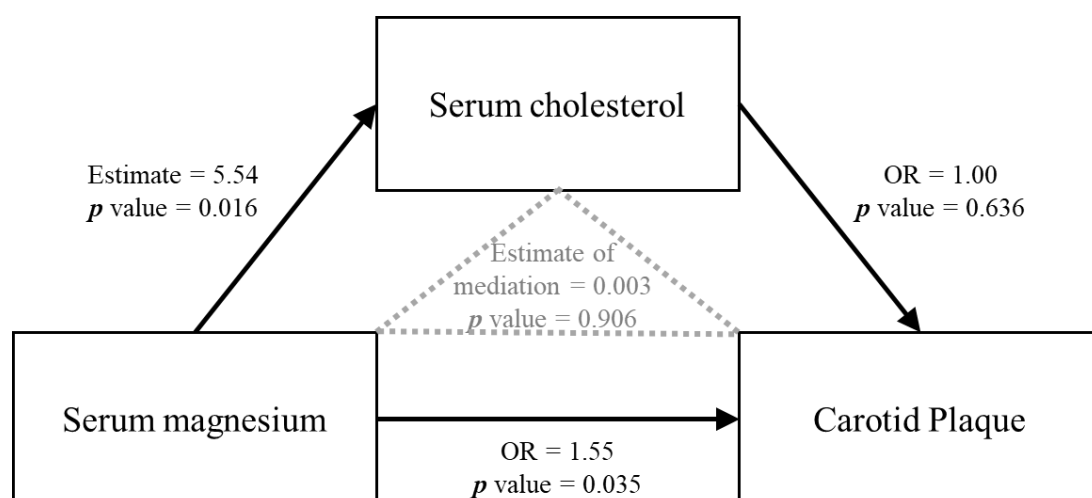 Serum cholesterol
Estimate = 5.54
p value = 0.016
OR = 1.00
p value = 0.636
Estimate of
mediation = 0.003
p value = 0.906
Serum magnesium
Carotid Plaque
OR = 1.55
p value = 0.035